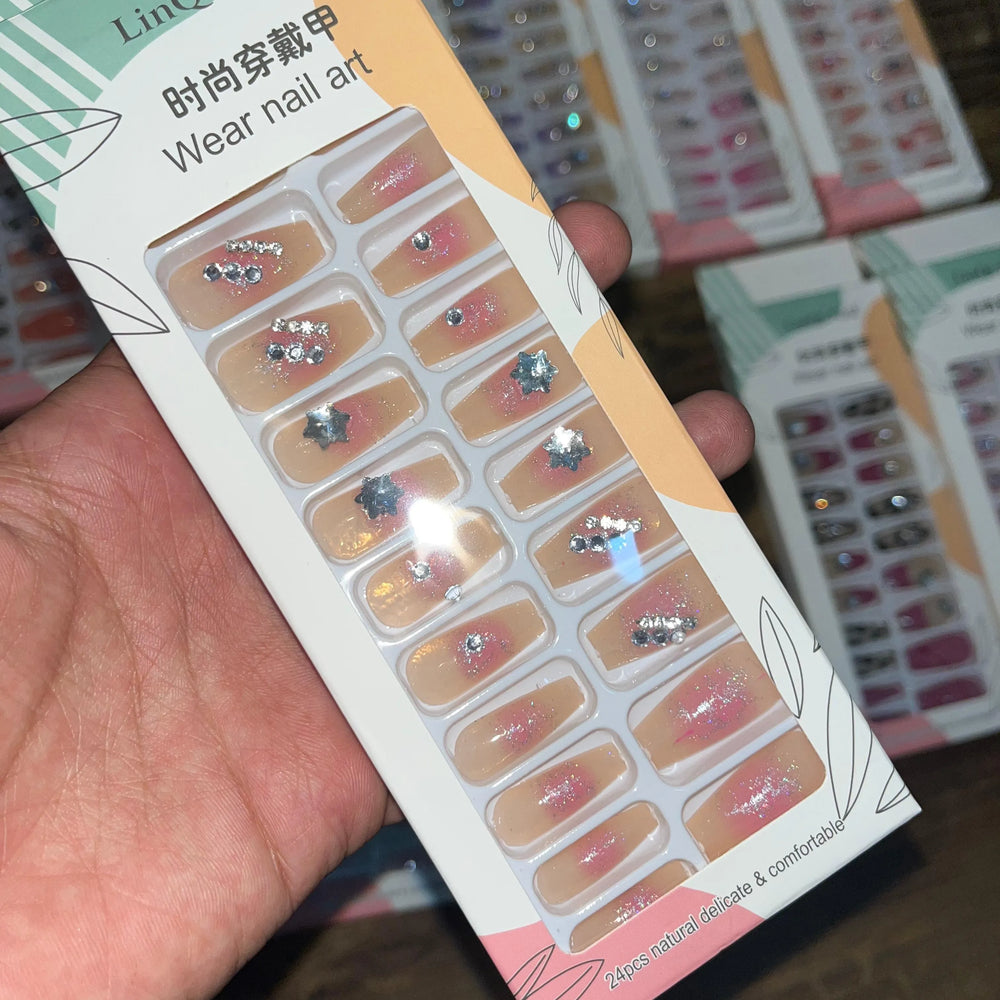 LinQ
时尚穿戴甲
Wear nail art
24pcs natural delicate & comfortable